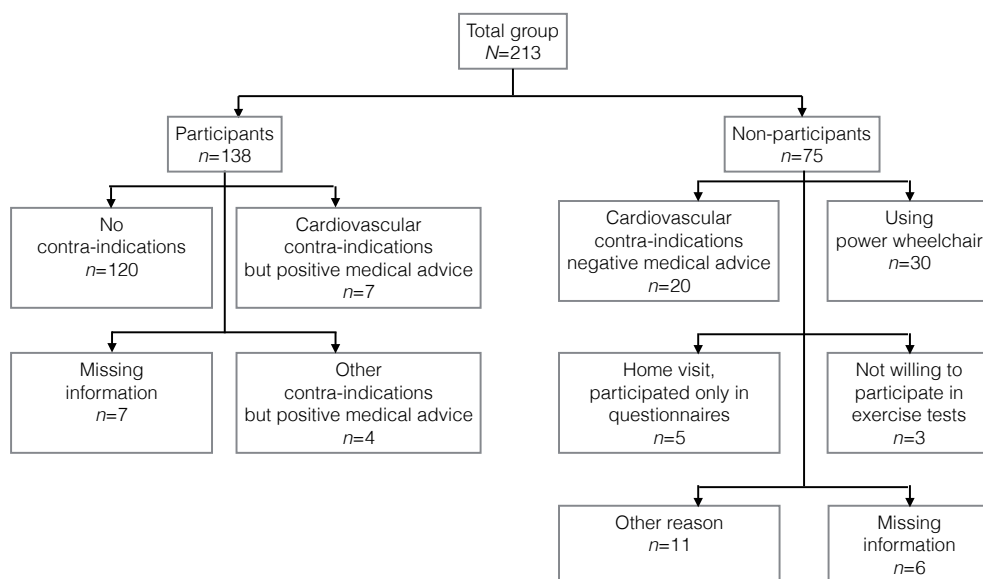 Total group
N=213
Participants
n=138
Non-participants
n=75
No
contra-indications
n=120
Cardiovascular
contra-indications
but positive medical advice
n=7
Cardiovascular
contra-indications
negative medical advice
n=20
Using
power wheelchair
n=30
Missing
information
n=7
Other
contra-indications
but positive medical advice
n=4
Home visit,
participated only in
questionnaires
n=5
Not willing to
participate in
exercise tests
n=3
Other reason
n=11
Missing
information
n=6